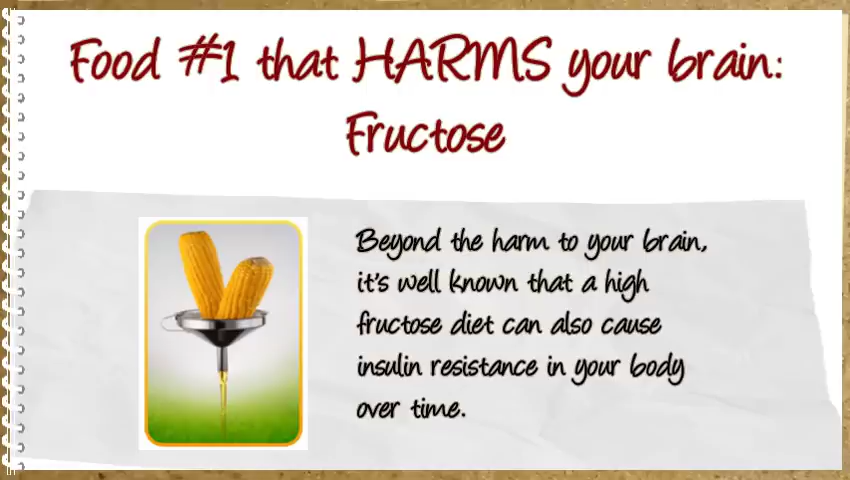 Food #1 that HARMS your brain:
Fructose
Beyond the harm to your brain,
it's well known that a high
fructose diet can also cause
insulin resistance in your body
over time.